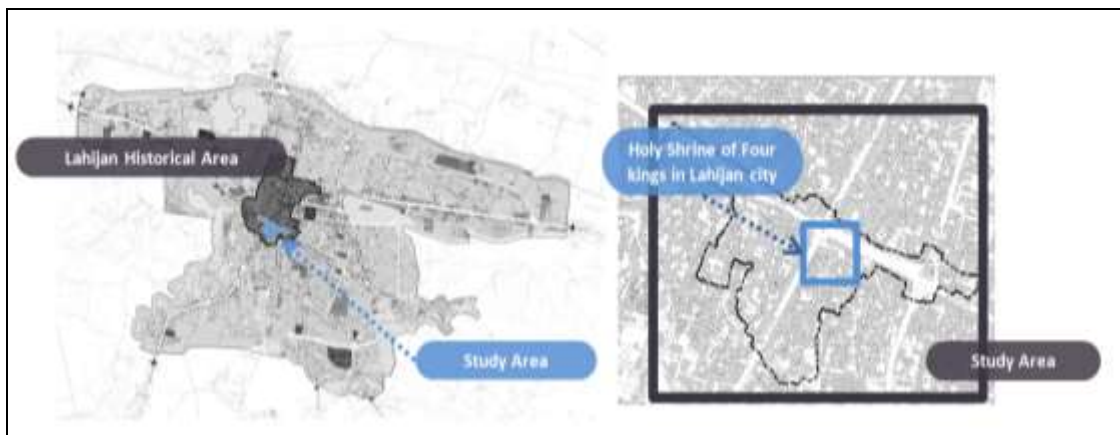 Lahijan Historical Area
Holy Shrine of Four
kings in Lahijan city
Study Area
Study Area